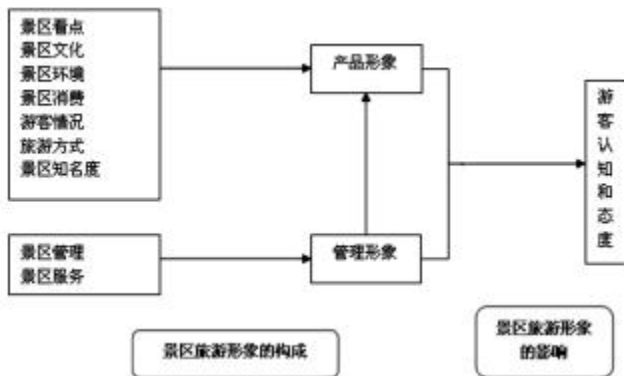 景区看点
景区文化
景区环境
景区消费
游客情况
旅游方式
景区知名度
产品形象
游客认知和态度
景区管理
景区服务
管理形象
景区旅游形象的构成
景区旅游形象
的影响